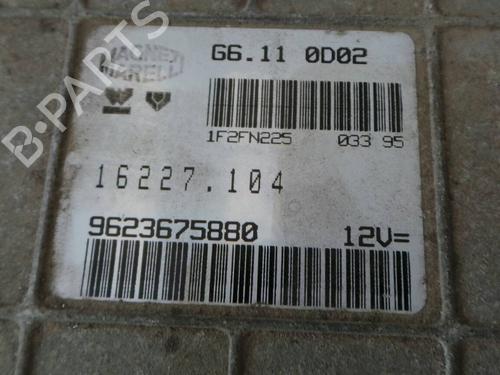 MAGNETI
MARELLI
G6.11 0D02
1F2FN225 033 95
16227.104
9623675880 12V=
B-PARTS